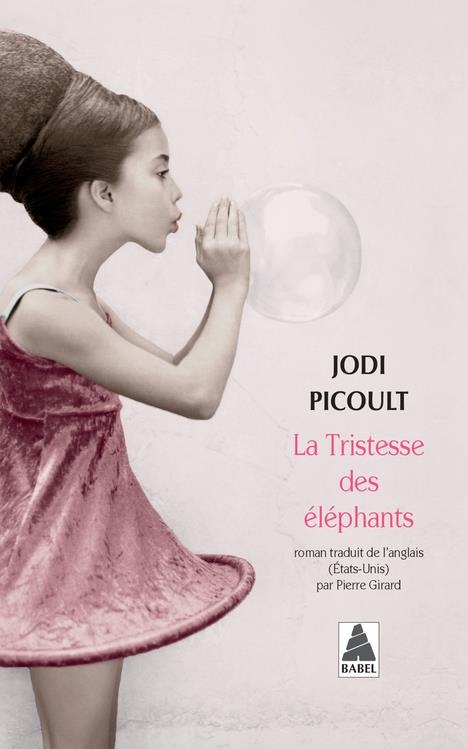 JODI
PICOULT
La Tristesse
des
éléphants
roman traduit de l'anglais
(États-Unis)
par Pierre Girard
BABEL